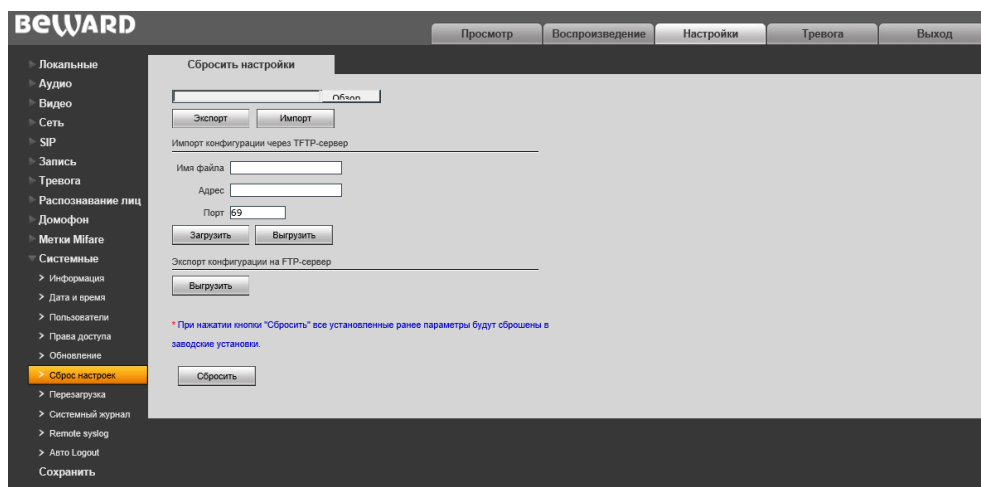 BEWARD
Просмотр Воспроизведение Настройки Тревога Выход
Локальные
Аудио
Видео
Сеть
SIP
Запись
Тревога
Распознавание лиц
Домофон
Метки Mifare
Системные
Информация
Дата и время
Пользователи
Права доступа
Обновление
Сброс настроек
Перезагрузка
Системный журнал
Remote syslog
Авто Logout
Сохранить
Сбросить настройки
Обзор
Экспорт Импорт
Импорт конфигурации через TFTP-сервер
Имя файла
Адрес
Порт 69
Загрузить Выгрузить
Экспорт конфигурации на FTP-сервер
Выгрузить
* При нажатии кнопки "Сбросить" все установленные ранее параметры будут сброшены в
заводские установки.
Сбросить